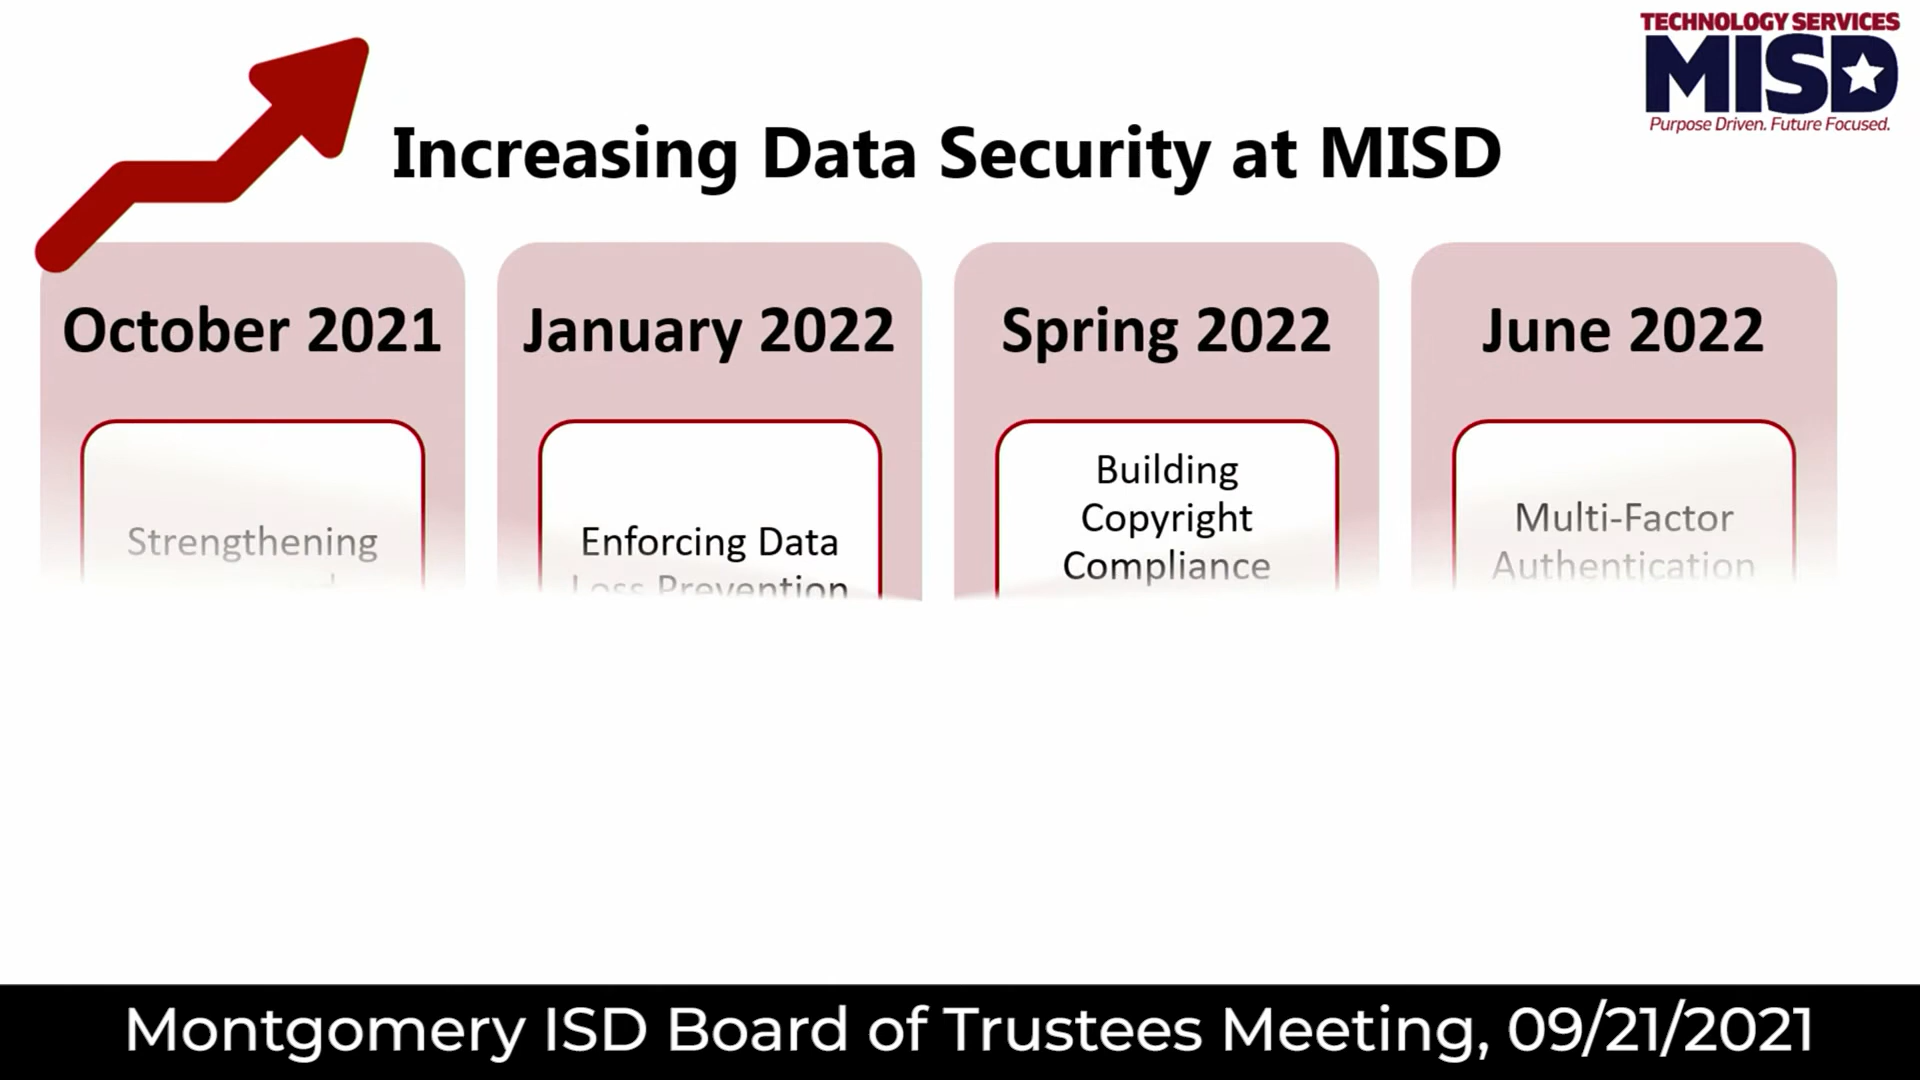 TECHNOLOGY SERVICES
MISD
Purpose Driven. Future Focused.
Increasing Data Security at MISD
October 2021
January 2022
Spring 2022
June 2022
Strengthening
Enforcing Data
Loss Prevention
Building
Copyright
Compliance
Multi-Factor
Authentication
Montgomery ISD Board of Trustees Meeting, 09/21/2021